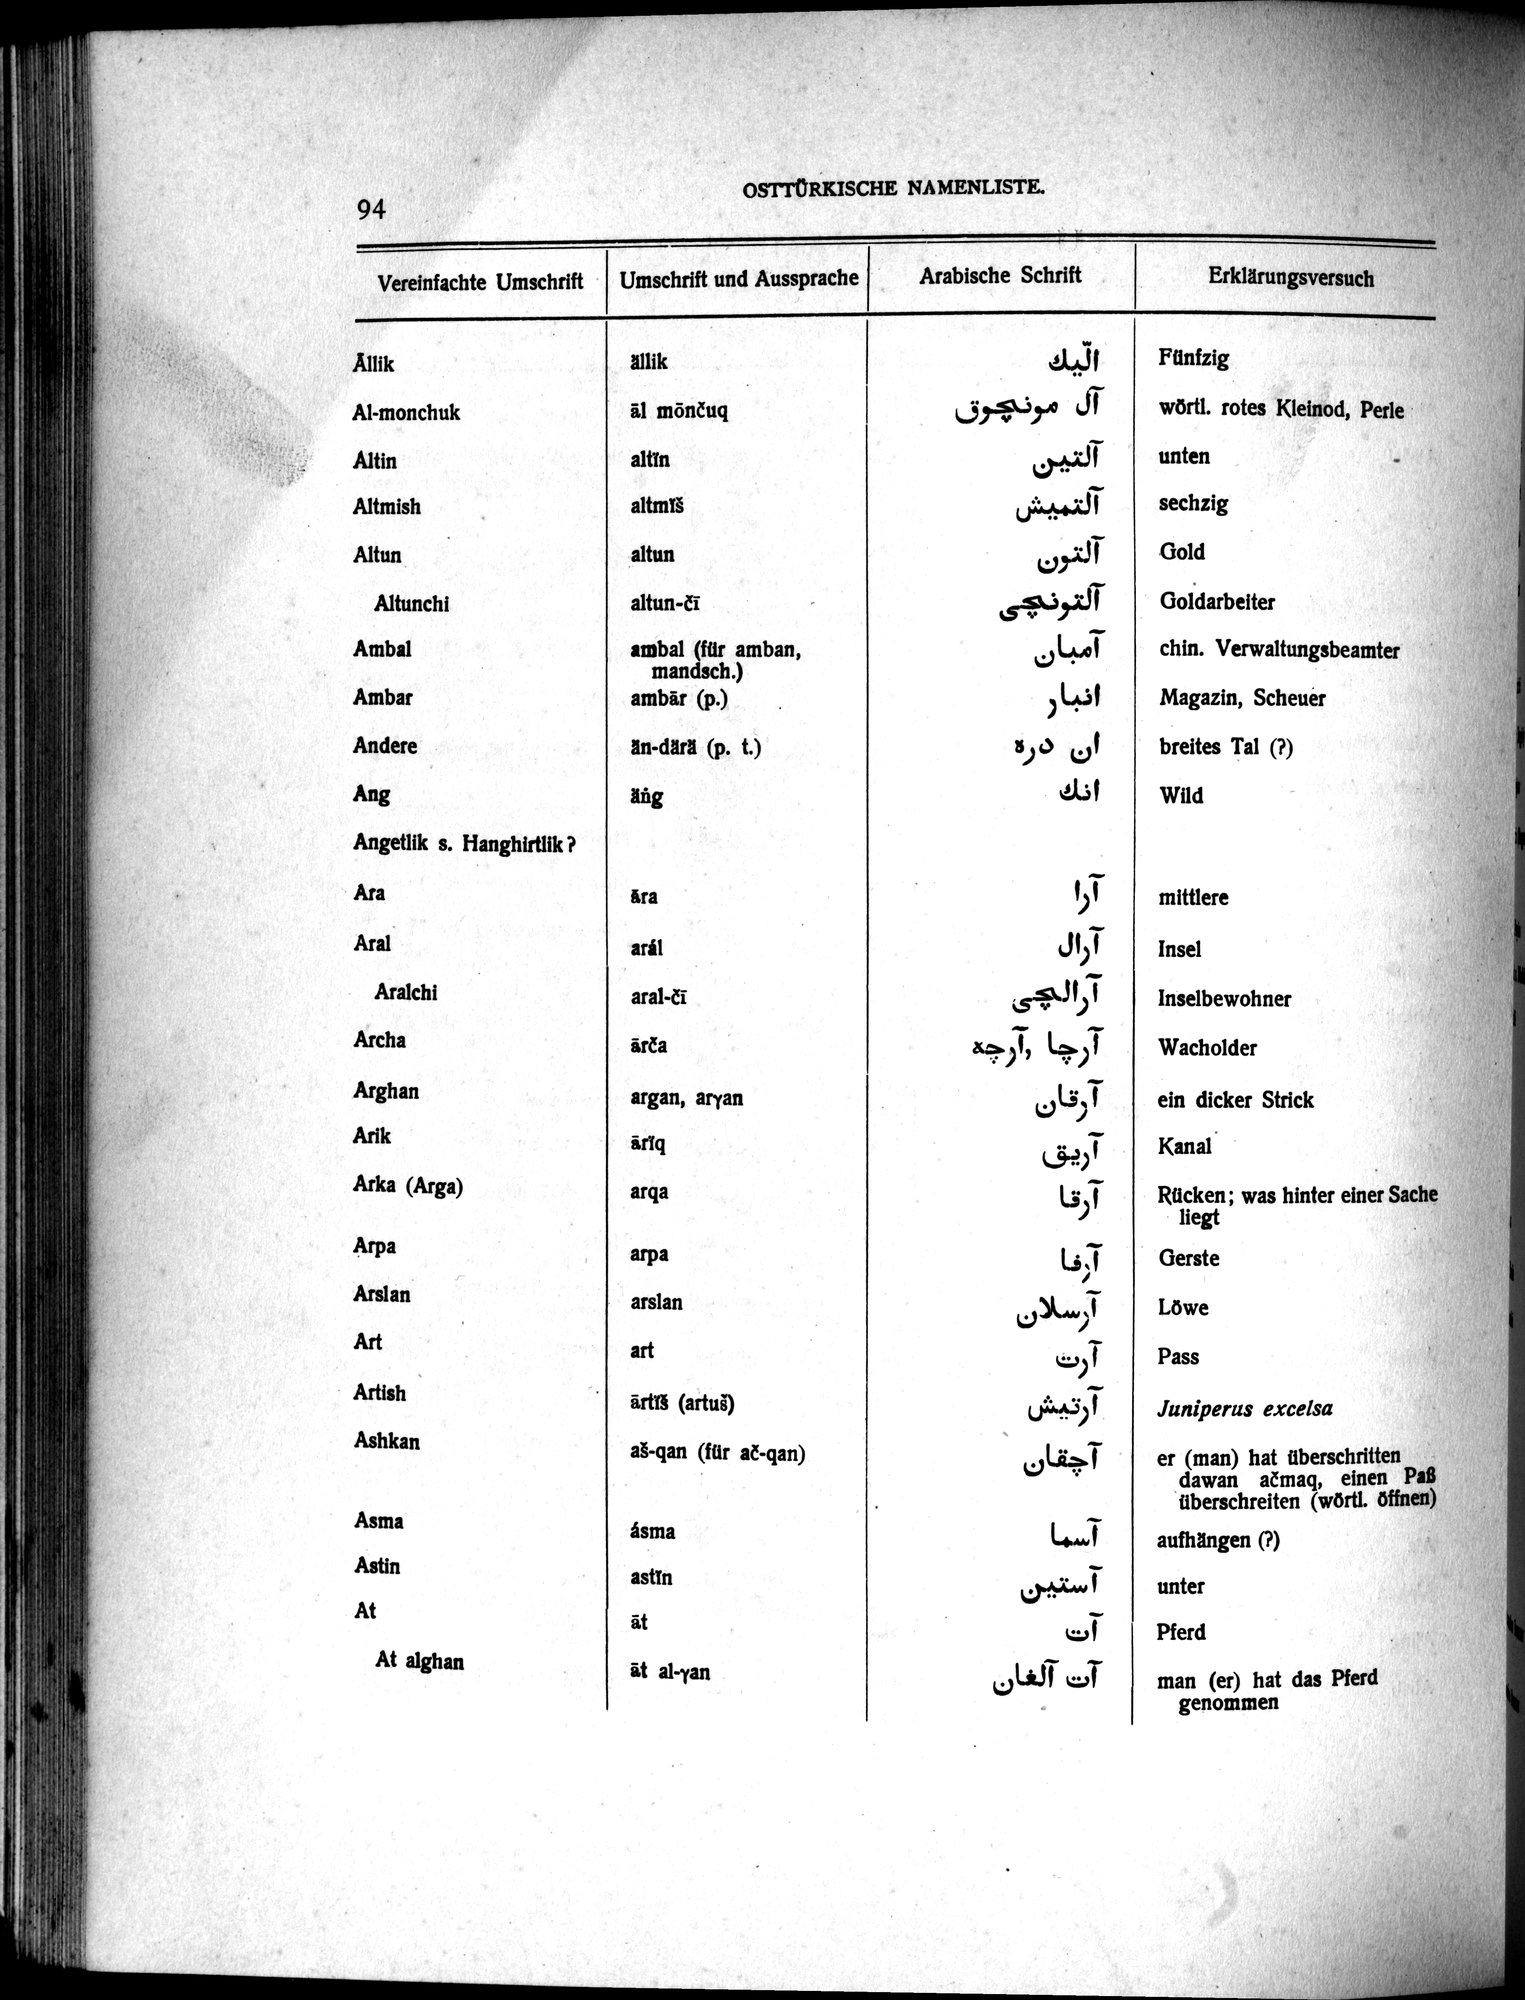 OSTTÜRKISCHE NAMENLISTE.
94
Vereinfachte Umschrift Umschrift und Aussprache Arabische Schrift Erklärungsversuch
Ällik ällik الّيك Fünfzig
Al-monchuk āl mōnčuq آل مونچوق wörtl. rotes Kleinod, Perle
Altin altïn آلتين unten
Altmish altmïš آلتميش sechzig
Altun altun آلتون Gold
Altunchi altun-čī آلتونچى Goldarbeiter
Ambal ambal (für amban, آمبان chin. Verwaltungsbeamter
mandsch.)
Ambar ambār (p.) انبار Magazin, Scheuer
Andere än-därä (p. t.) ان دره breites Tal (?)
Ang äṅg انك Wild
Angetlik s. Hanghirtlik?
Ara āra آرا mittlere
Aral arál آرال Insel
Aralchi aral-čī آرالچى Inselbewohner
Archa ārča آرچا ,آرچه Wacholder
Arghan argan, arγan آرقان ein dicker Strick
Arik ārïq آريق Kanal
Arka (Arga) arqa آرقا Rücken; was hinter einer Sache
liegt
Arpa arpa آرفا Gerste
Arslan arslan آرسلان Löwe
Art art آرت Pass
Artish ārtïš (artuš) آرتيش Juniperus excelsa
Ashkan aš-qan (für ač-qan) آچقان er (man) hat überschritten
dawan ačmaq, einen Paß
überschreiten (wörtl. öffnen)
Asma ásma آسما aufhängen (?)
Astin astïn آستين unter
At āt آت Pferd
At alghan āt al-γan آت آلغان man (er) hat das Pferd
genommen